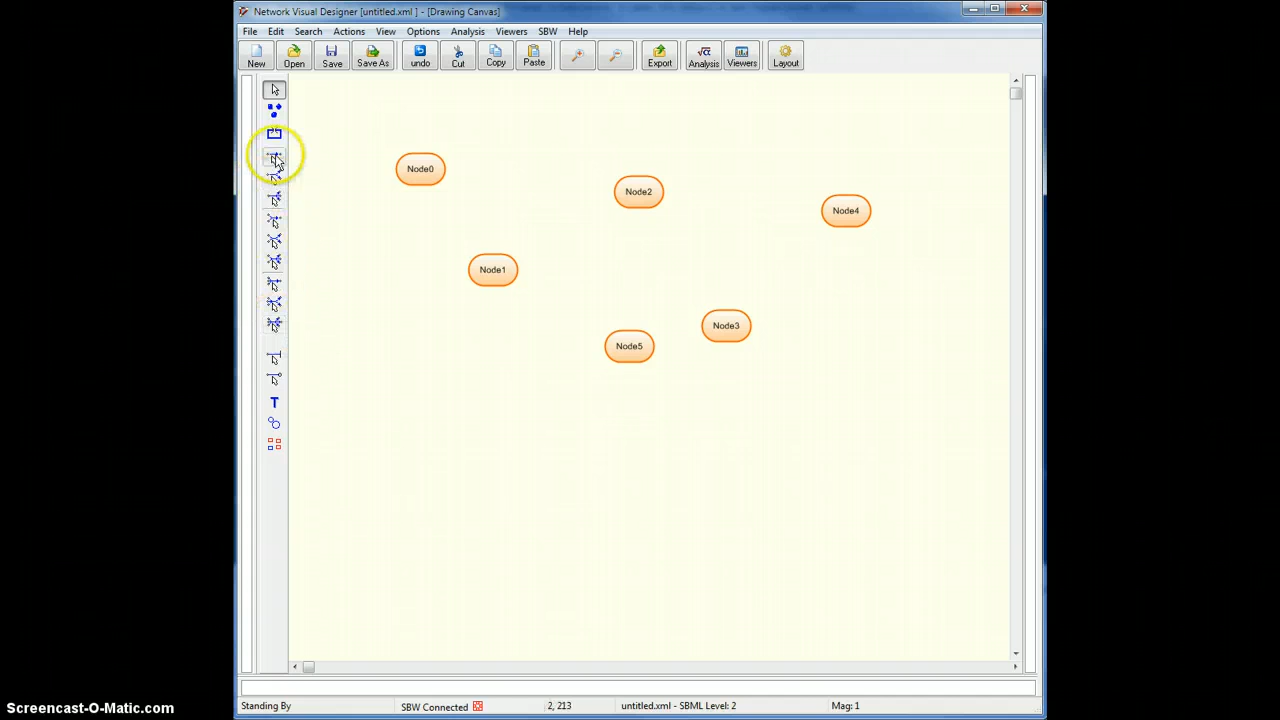 Network Visual Designer [untitled.xml ] - [Drawing Canvas]
File Edit Search Actions View Options Analysis Viewers SBW Help
New Open Save Save As undo Cut Copy Paste Export Analysis Viewers Layout
Node0
Node2
Node4
Node1
Node3
Node5
T
Standing By SBW Connected 2, 213 untitled.xml - SBML Level: 2 Mag: 1
Screencast-O-Matic.com